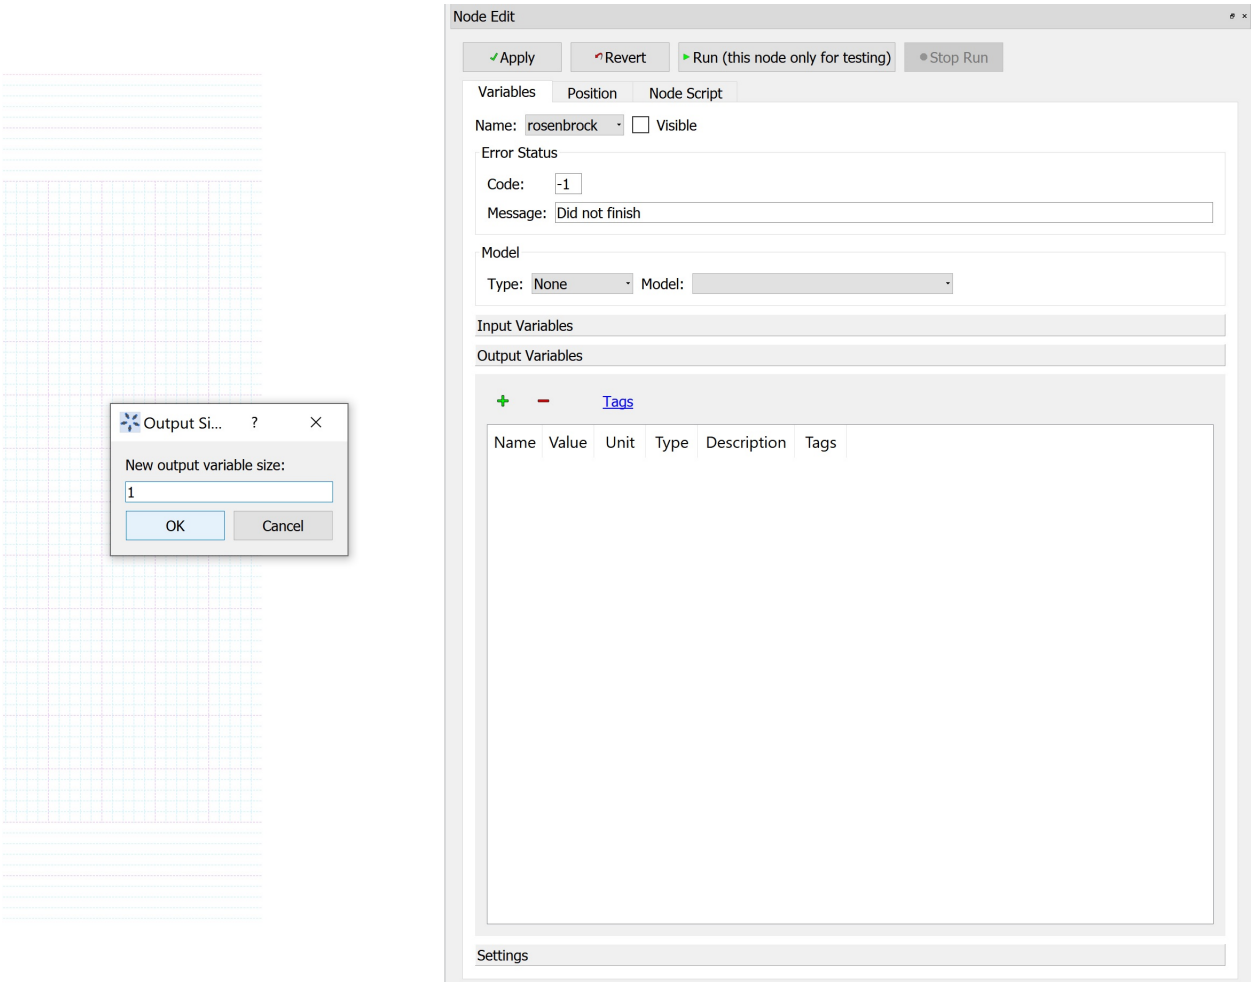 Node Edit
Apply Revert Run (this node only for testing) Stop Run
Variables Position Node Script
Name: rosenbrock Visible
Error Status
Code: -1
Message: Did not finish
Model
Type: None Model:
Input Variables
Output Variables
Tags
Name Value Unit Type Description Tags
Settings
Output Si... ? 
New output variable size:
1
OK Cancel